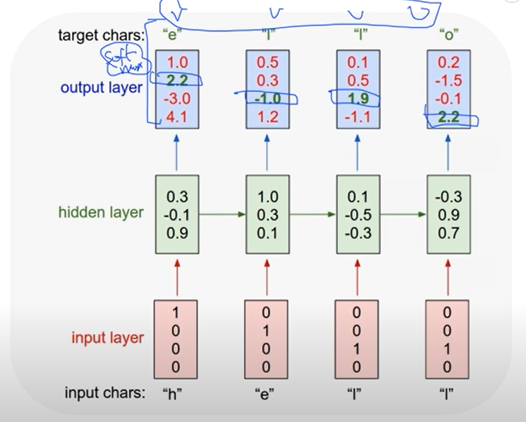 target chars: "e" "l" "l" "o"
soft
max
1.0 0.5 0.1 0.2
2.2 0.3 0.5 -1.5
output layer
-3.0 -1.0 1.9 -0.1
4.1 1.2 -1.1 2.2
0.3 1.0 0.1 -0.3
hidden layer -0.1 0.3 -0.5 0.9
0.9 0.1 -0.3 0.7
1 0 0 0
0 1 0 0
input layer
0 0 1 1
0 0 0 0
input chars: "h" "e" "l" "l"